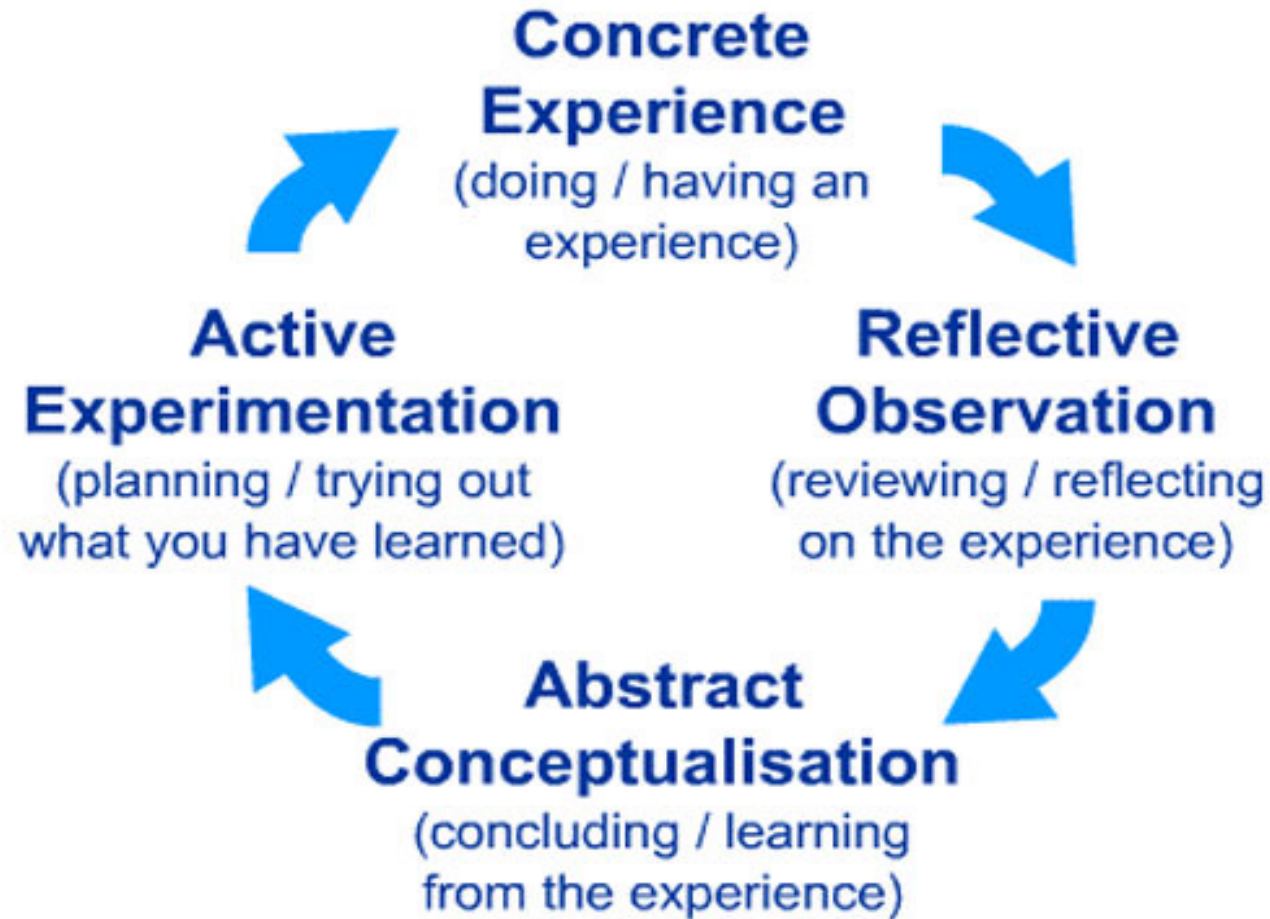 Concrete
Experience
(doing / having an
experience)
Reflective
Observation
(reviewing / reflecting
on the experience)
Abstract
Conceptualisation
(concluding / learning
from the experience)
Active
Experimentation
(planning / trying out
what you have learned)